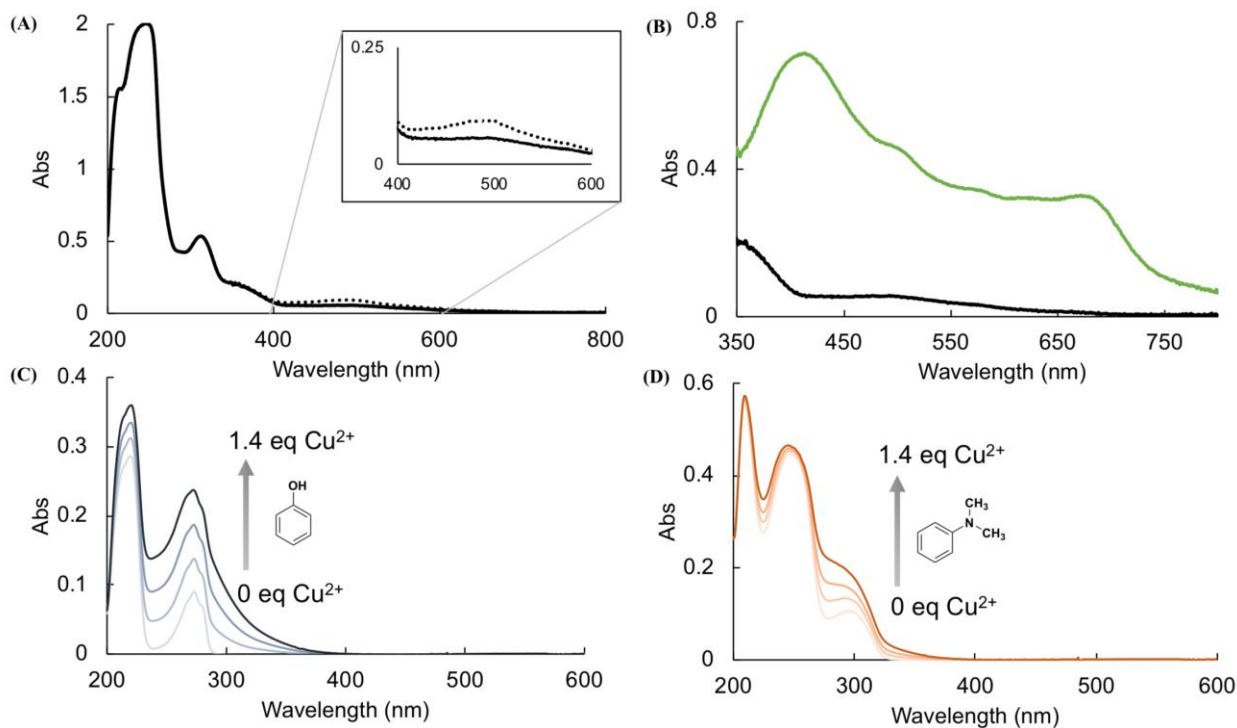 (A)
2
1.5
1
0.5
0
Abs
200
400
600
800
Wavelength (nm)
0.25
0
400
500
600
(B)
0.8
0.4
0
Abs
350
450
550
650
750
Wavelength (nm)
(C)
0.4
0.3
0.2
0.1
0
Abs
1.4 eq Cu²⁺
OH
0 eq Cu²⁺
200
300
400
500
600
Wavelength (nm)
(D)
0.6
0.4
0.2
0
Abs
1.4 eq Cu²⁺
CH₃
N
CH₃
0 eq Cu²⁺
200
300
400
500
600
Wavelength (nm)